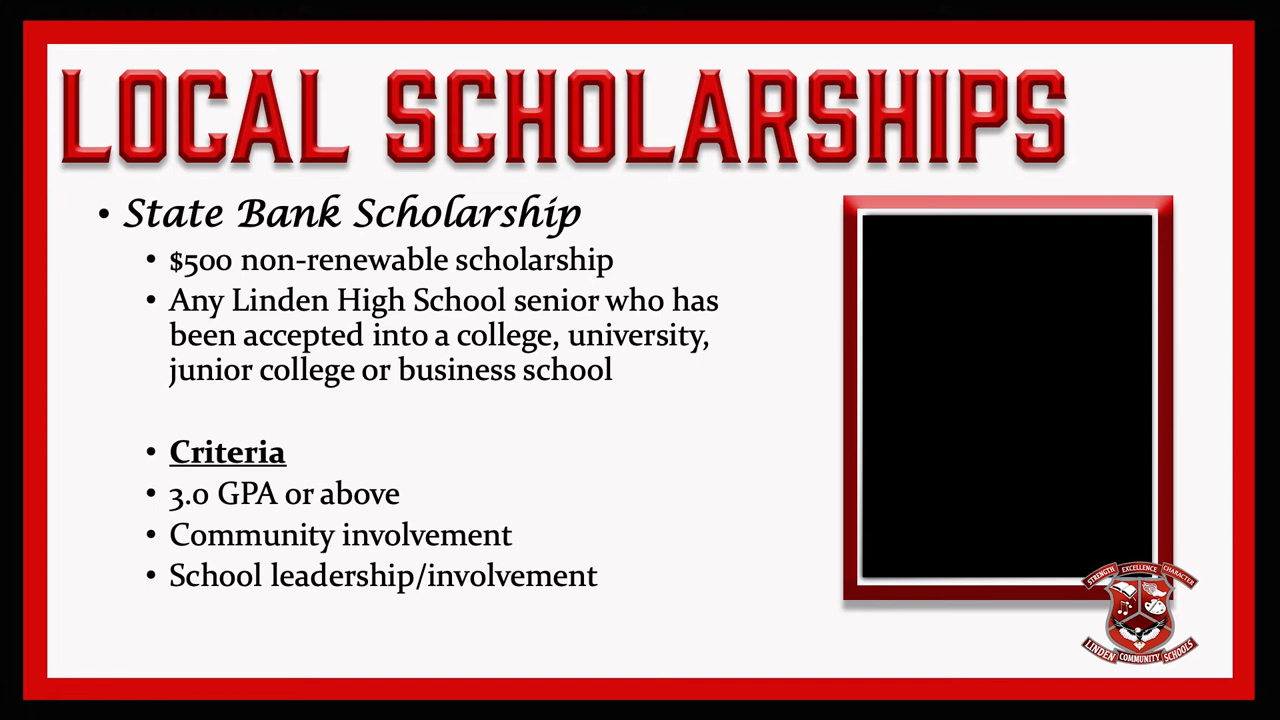 LOCAL SCHOLARSHIPS
• State Bank Scholarship
• $500 non-renewable scholarship
• Any Linden High School senior who has
been accepted into a college, university,
junior college or business school
• Criteria
• 3.0 GPA or above
• Community involvement
• School leadership/involvement
STRENGTH EXCELLENCE CHARACTER
LINDEN COMMUNITY SCHOOLS